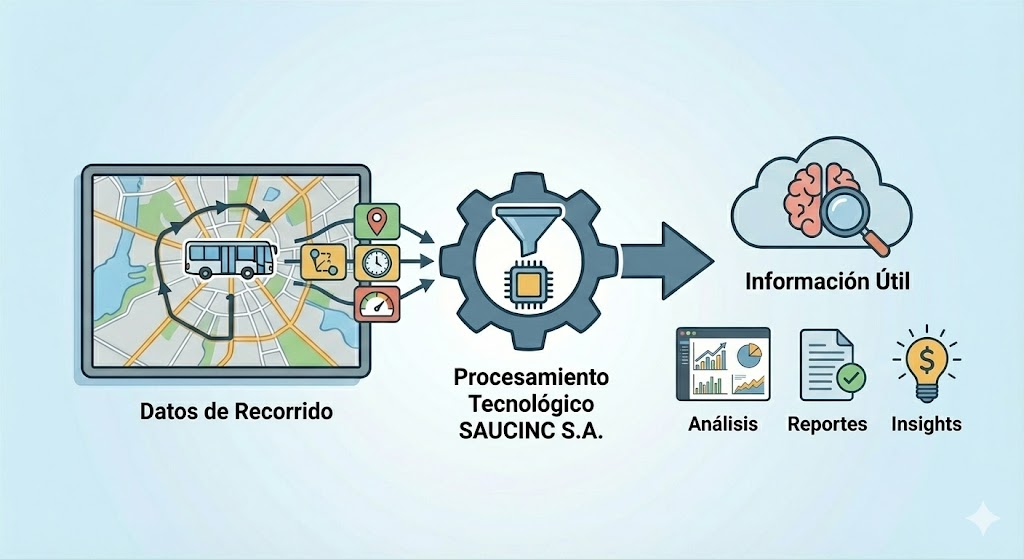 Datos de Recorrido
Procesamiento
Tecnológico
SAUCINC S.A.
Información Útil
Análisis
Reportes
$
Insights